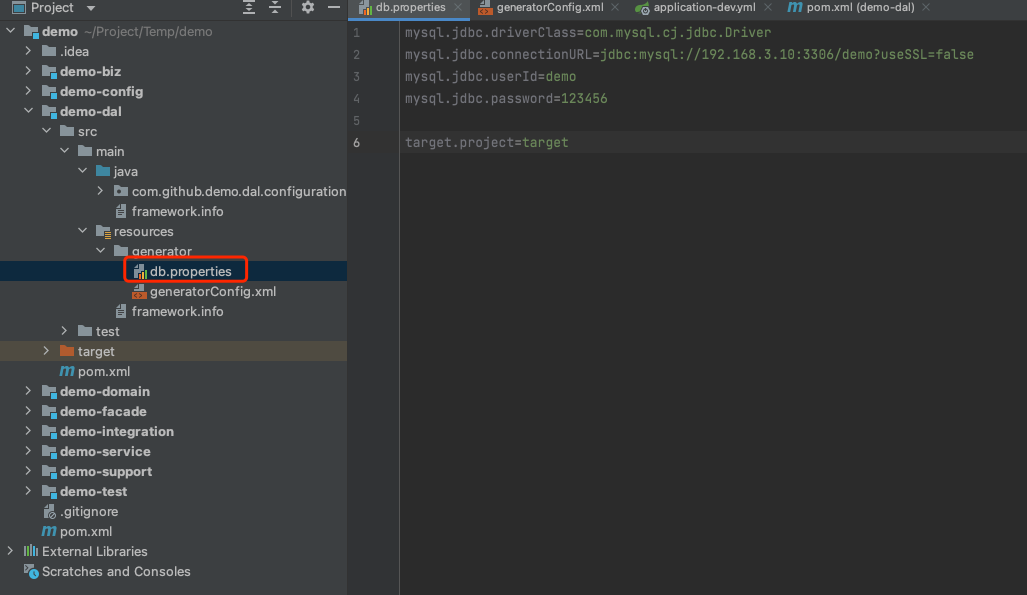 Project
demo ~/Project/Temp/demo
.idea
demo-biz
demo-config
demo-dal
src
main
java
com.github.demo.dal.configuration
framework.info
resources
generator
db.properties
generatorConfig.xml
framework.info
test
target
pom.xml
demo-domain
demo-facade
demo-integration
demo-service
demo-support
demo-test
.gitignore
pom.xml
External Libraries
Scratches and Consoles
db.properties generatorConfig.xml application-dev.yml pom.xml (demo-dal)
1 mysql.jdbc.driverClass=com.mysql.cj.jdbc.Driver
2 mysql.jdbc.connectionURL=jdbc:mysql://192.168.3.10:3306/demo?useSSL=false
3 mysql.jdbc.userId=demo
4 mysql.jdbc.password=123456
5
6 target.project=target